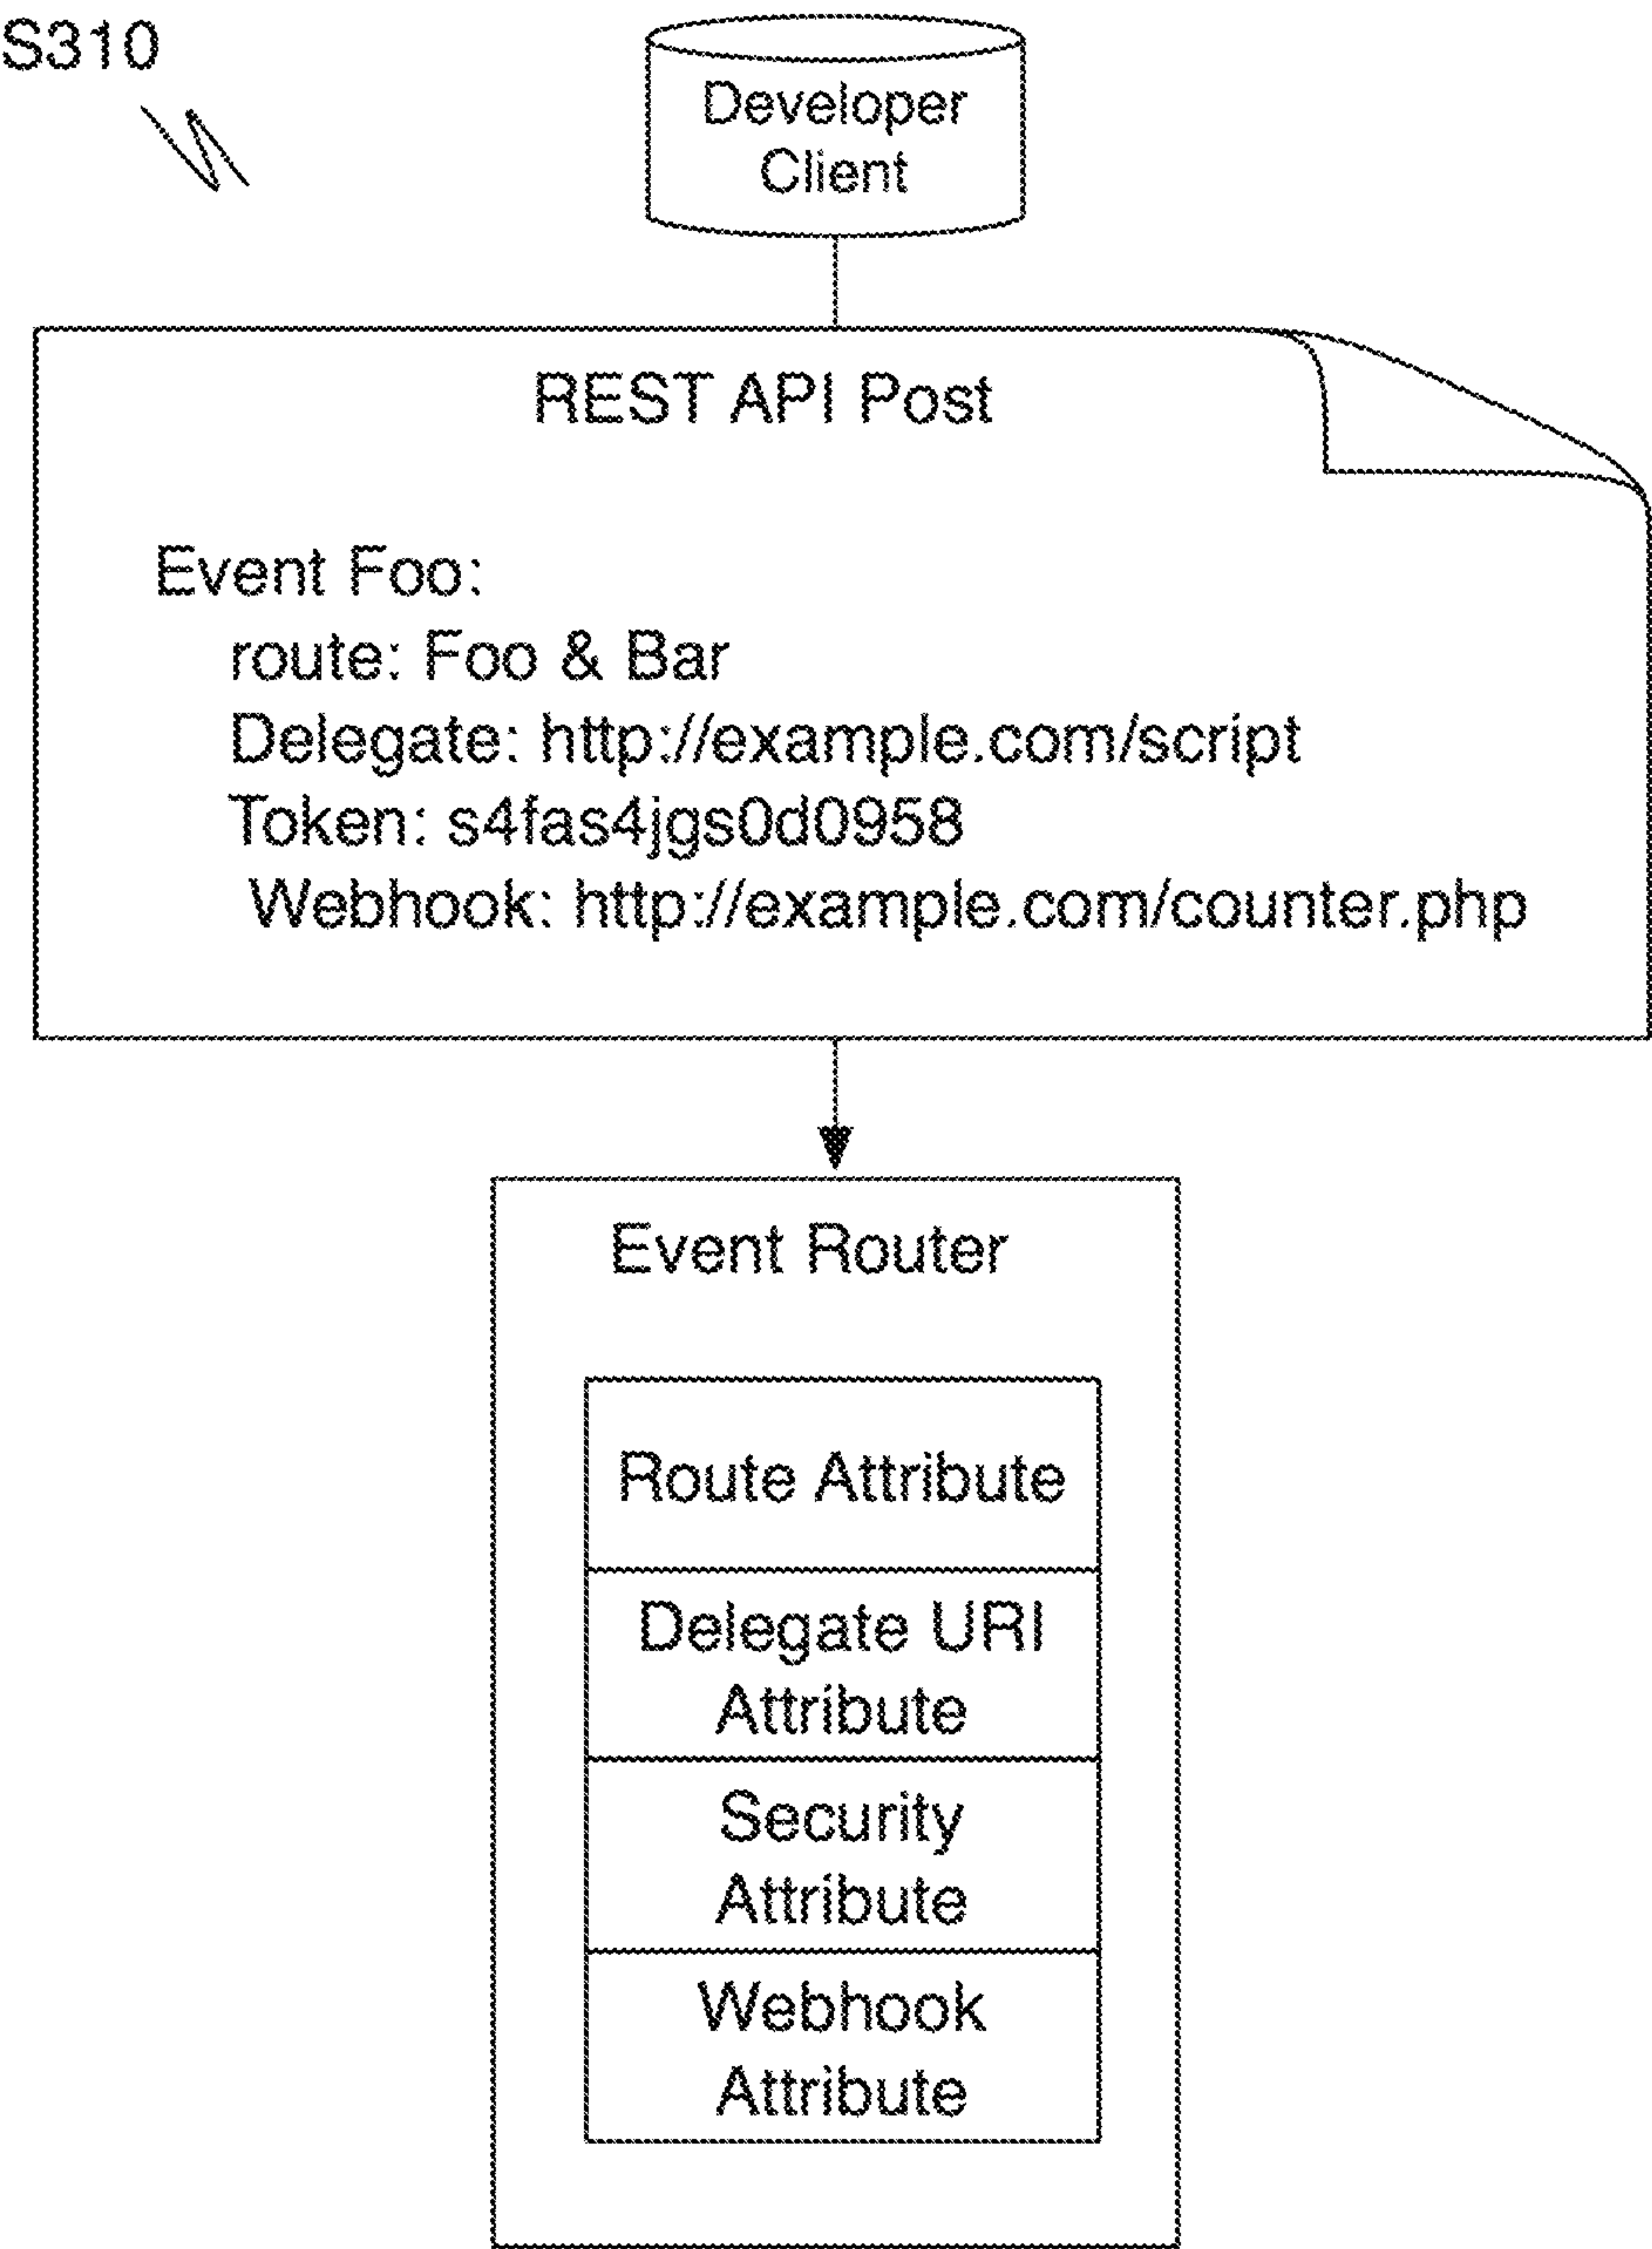 S310
Developer
Client
REST API Post
Event Foo:
route: Foo & Bar
Delegate: http://example.com/script
Token: s4fas4jgs0d0958
Webhook: http://example.com/counter.php
Event Router
Route Attribute
Delegate URI
Attribute
Security
Attribute
Webhook
Attribute